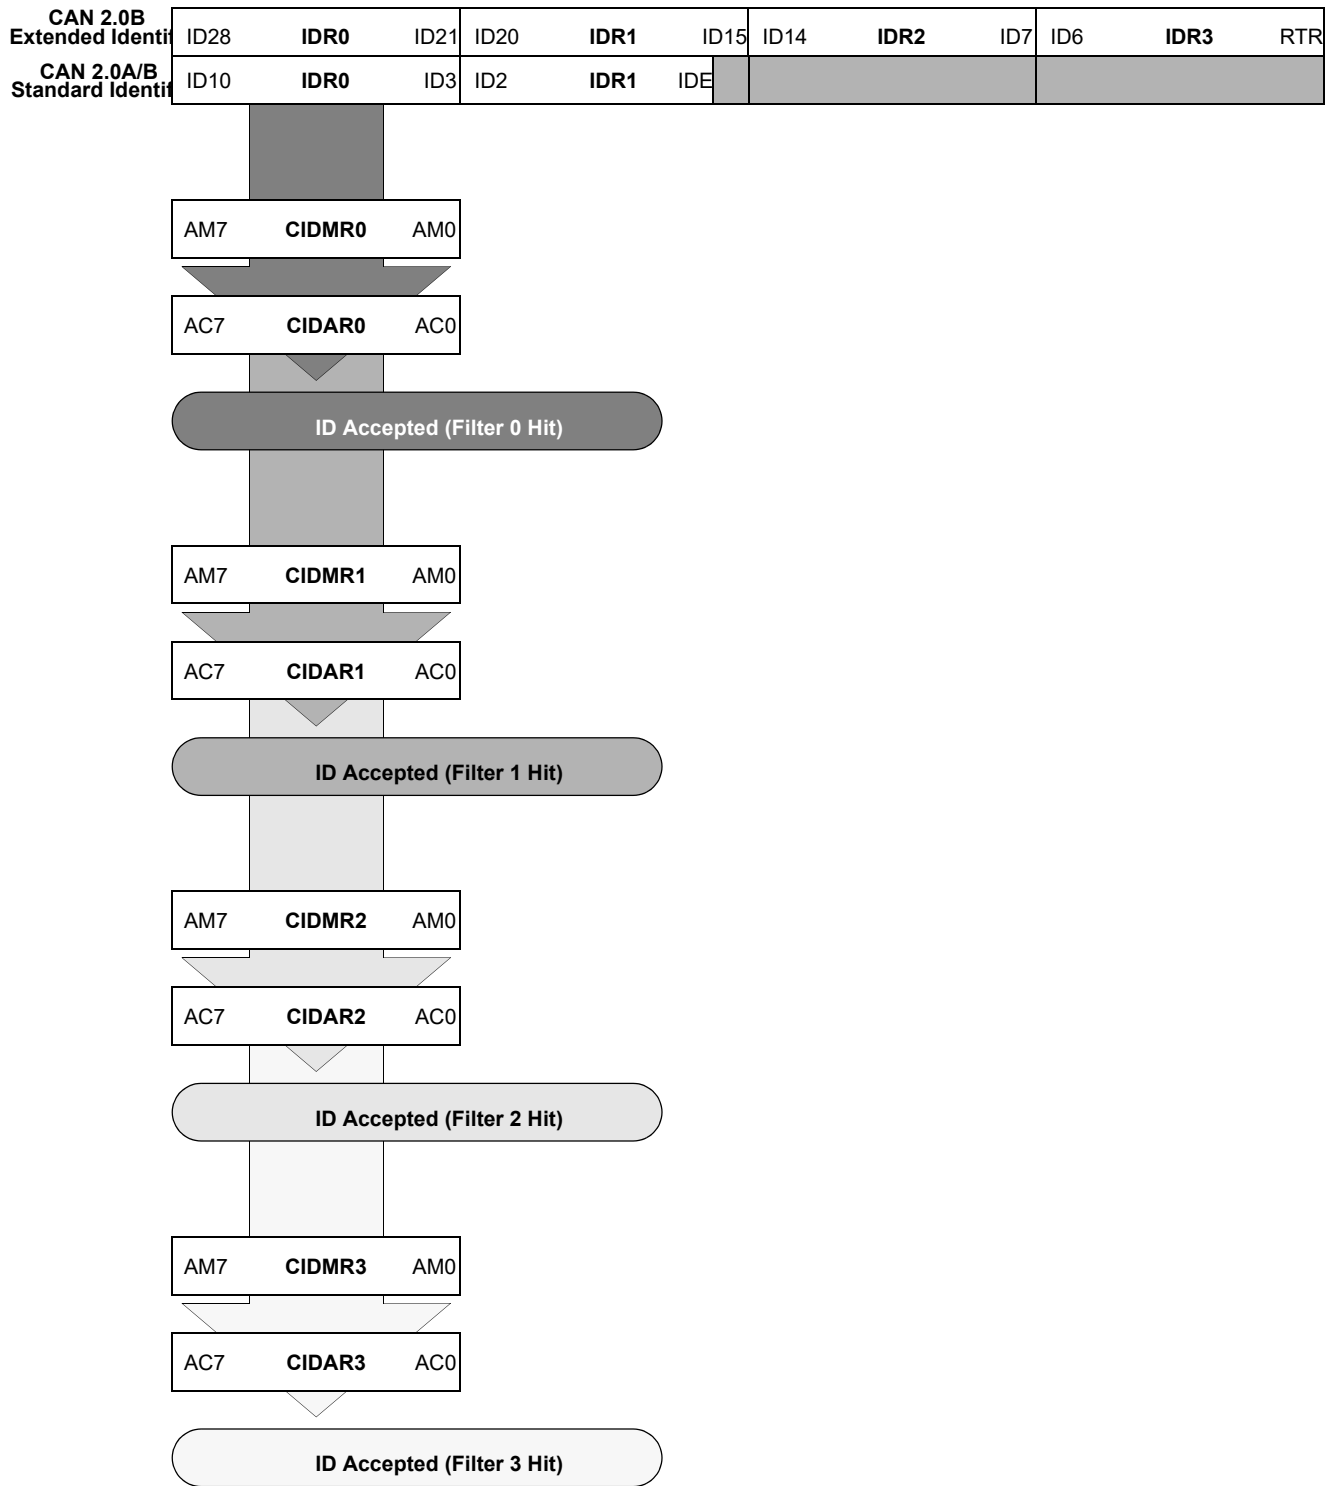 CAN 2.0B
Extended Identif
ID28 IDR0 ID21 ID20 IDR1 ID15 ID14 IDR2 ID7 ID6 IDR3 RTR
CAN 2.0A/B
Standard Identif
ID10 IDR0 ID3 ID2 IDR1 IDE
AM7 CIDMR0 AM0
AC7 CIDAR0 AC0
ID Accepted (Filter 0 Hit)
AM7 CIDMR1 AM0
AC7 CIDAR1 AC0
ID Accepted (Filter 1 Hit)
AM7 CIDMR2 AM0
AC7 CIDAR2 AC0
ID Accepted (Filter 2 Hit)
AM7 CIDMR3 AM0
AC7 CIDAR3 AC0
ID Accepted (Filter 3 Hit)